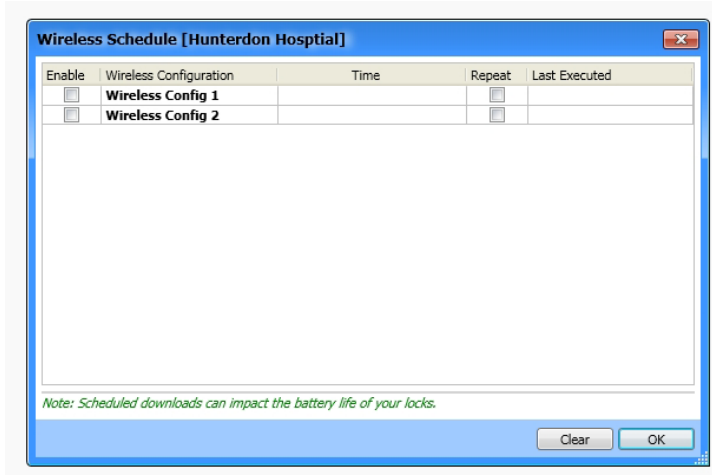 Wireless Schedule [Hunterdon Hosptial]
Enable Wireless Configuration Time Repeat Last Executed
Wireless Config 1
Wireless Config 2
Note: Scheduled downloads can impact the battery life of your locks.
Clear OK